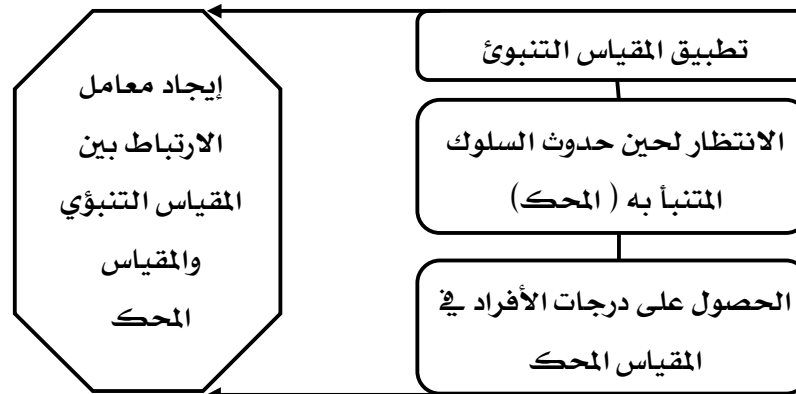 تطبيق المقياس التنبوئ
الانتظار لحين حدوث السلوك
المتنبأ به ( المحك)
الحصول على درجات الأفراد في
المقياس المحك
إيجاد معامل
الارتباط بين
المقياس التنبؤي
والمقياس
المحك